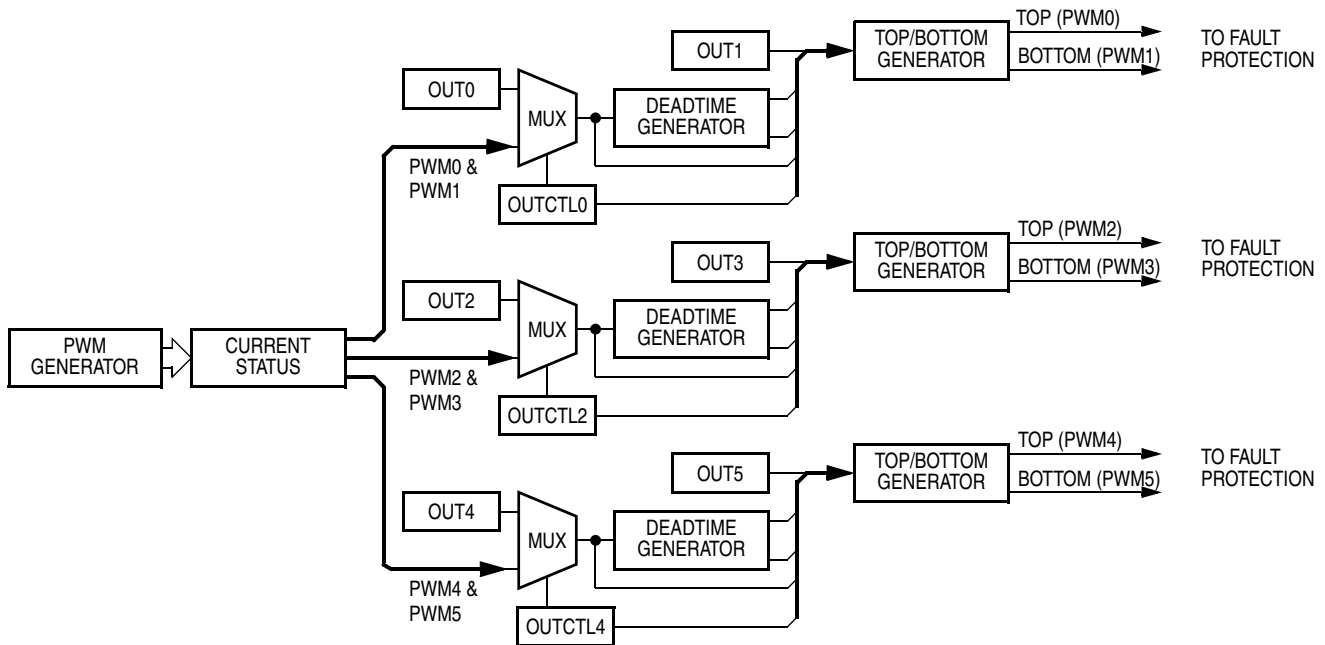 PWM
GENERATOR
CURRENT
STATUS
OUT0
MUX
PWM0 &
PWM1
OUTCTL0
OUT1
DEADTIME
GENERATOR
TOP/BOTTOM
GENERATOR
TOP (PWM0)
BOTTOM (PWM1)
TO FAULT
PROTECTION
OUT2
MUX
PWM2 &
PWM3
OUTCTL2
OUT3
DEADTIME
GENERATOR
TOP/BOTTOM
GENERATOR
TOP (PWM2)
BOTTOM (PWM3)
TO FAULT
PROTECTION
OUT4
MUX
PWM4 &
PWM5
OUTCTL4
OUT5
DEADTIME
GENERATOR
TOP/BOTTOM
GENERATOR
TOP (PWM4)
BOTTOM (PWM5)
TO FAULT
PROTECTION